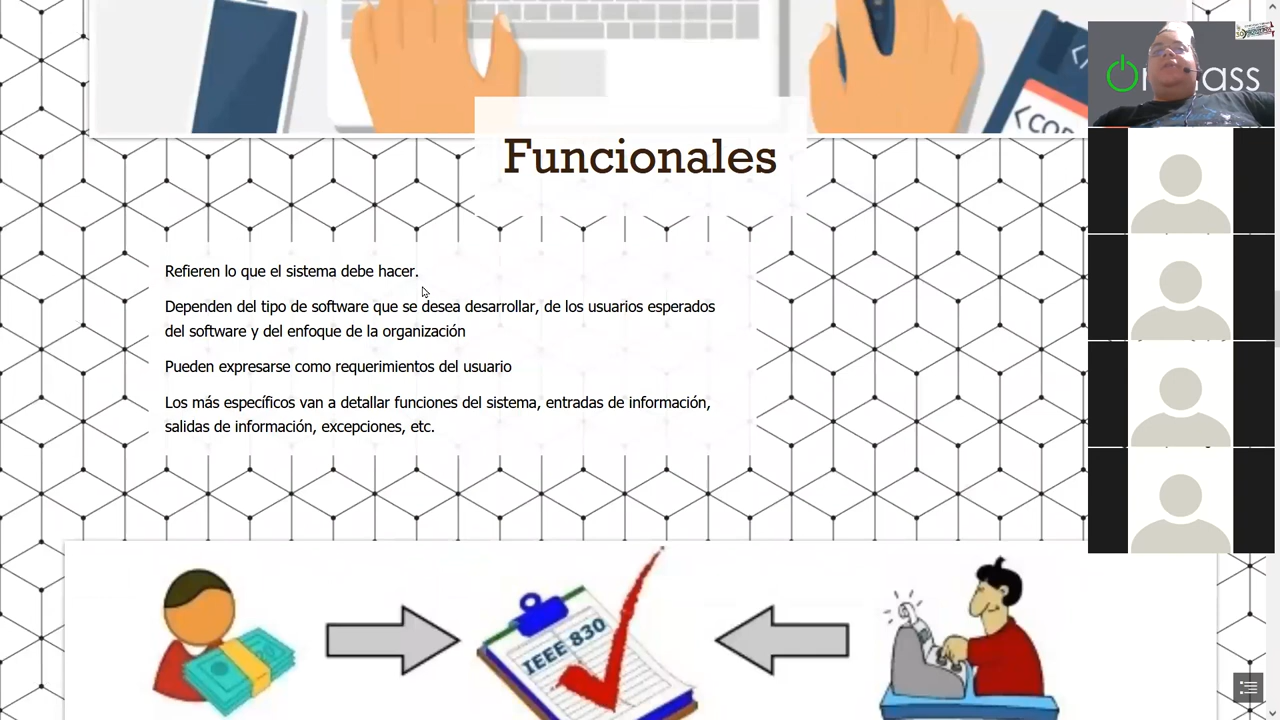 Funcionales
Refieren lo que el sistema debe hacer.
Dependen del tipo de software que se desea desarrollar, de los usuarios esperados
del software y del enfoque de la organización
Pueden expresarse como requerimientos del usuario
Los más específicos van a detallar funciones del sistema, entradas de información,
salidas de información, excepciones, etc.
IEEE 830